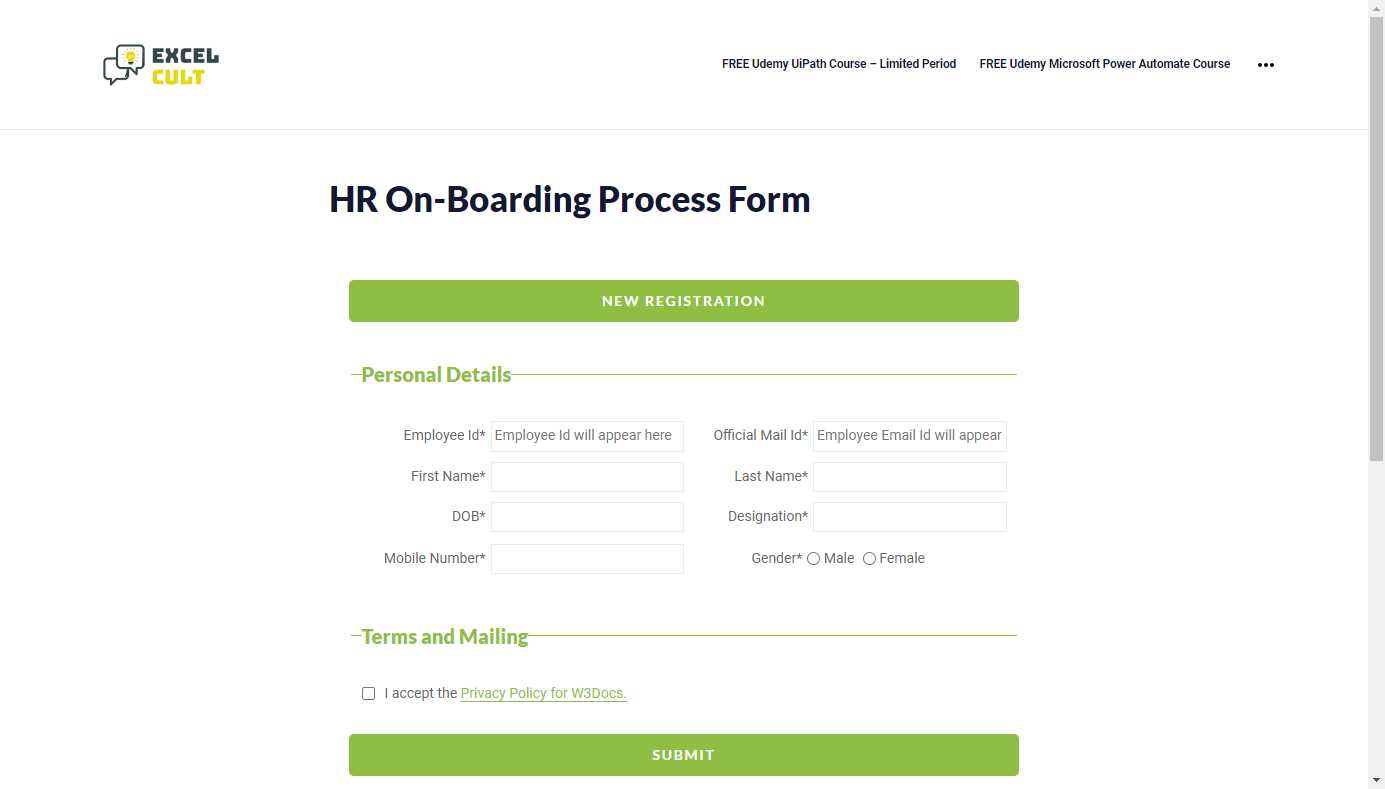 EXCEL
CULT
FREE Udemy UiPath Course – Limited Period
FREE Udemy Microsoft Power Automate Course
HR On-Boarding Process Form
NEW REGISTRATION
Personal Details
Employee Id* Employee Id will appear here
Official Mail Id* Employee Email Id will appear
First Name*
Last Name*
DOB*
Designation*
Mobile Number*
Gender* Male Female
Terms and Mailing
I accept the Privacy Policy for W3Docs.
SUBMIT